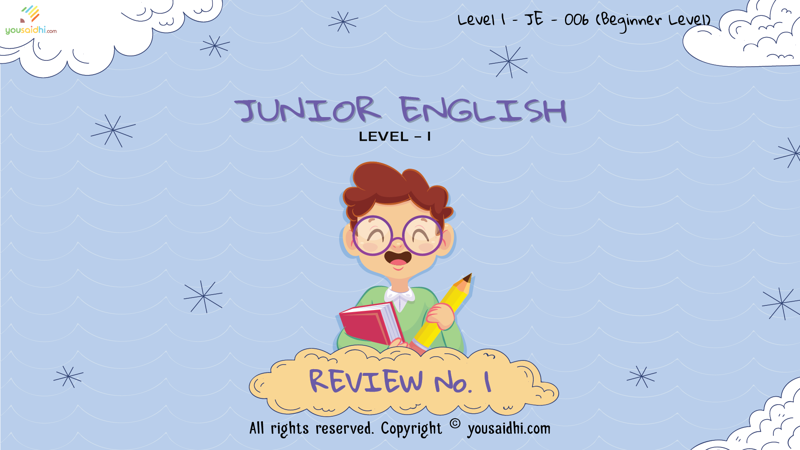 yousaidhi.com
Level 1 - JE - 006 (Beginner Level)
JUNIOR ENGLISH
LEVEL - I
REVIEW No. 1
All rights reserved. Copyright © yousaidhi.com